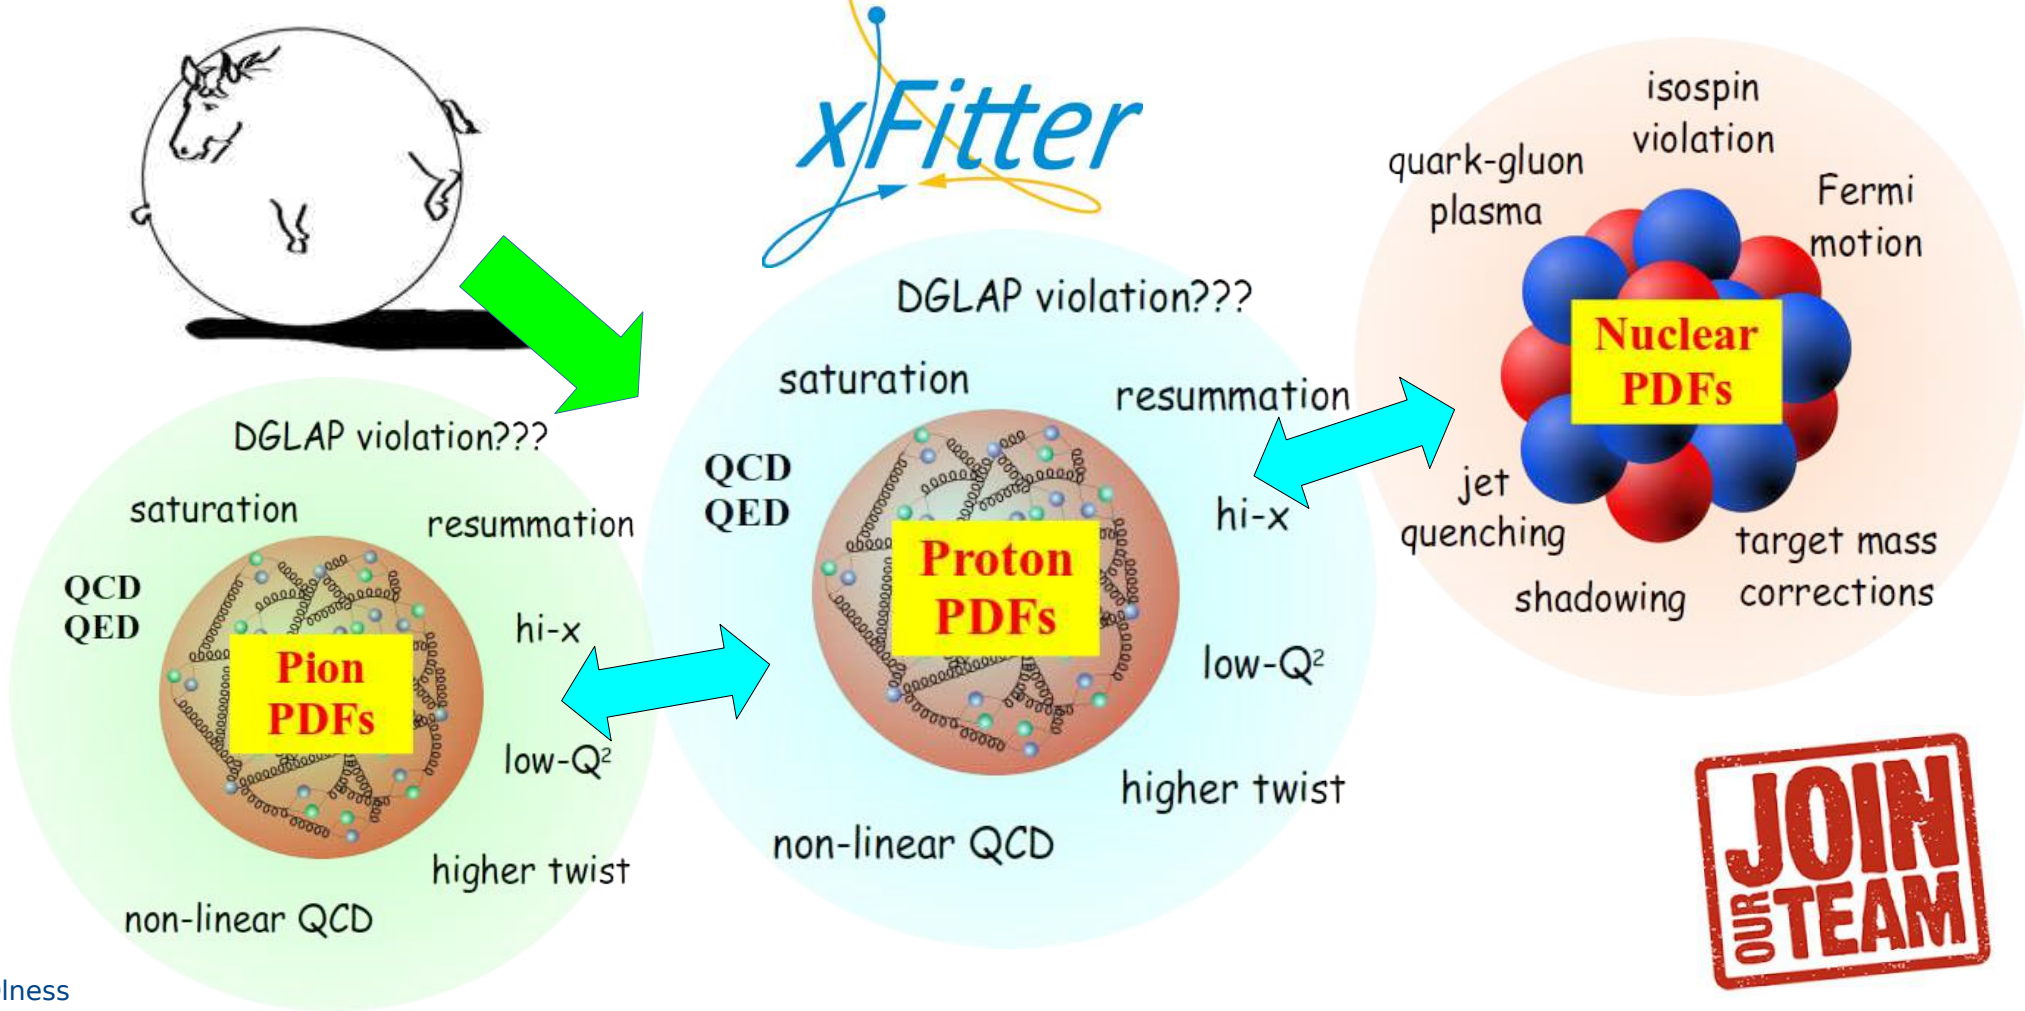 xFitter
isospin
violation
quark-gluon
plasma
Fermi
motion
Nuclear
PDFs
jet
quenching
target mass
corrections
shadowing
DGLAP violation???
saturation
resummation
QCD
QED
hi-x
Proton
PDFs
low-Q²
higher twist
non-linear QCD
DGLAP violation???
saturation
resummation
QCD
QED
hi-x
Pion
PDFs
low-Q²
higher twist
non-linear QCD
JOIN
OUR
TEAM
lness